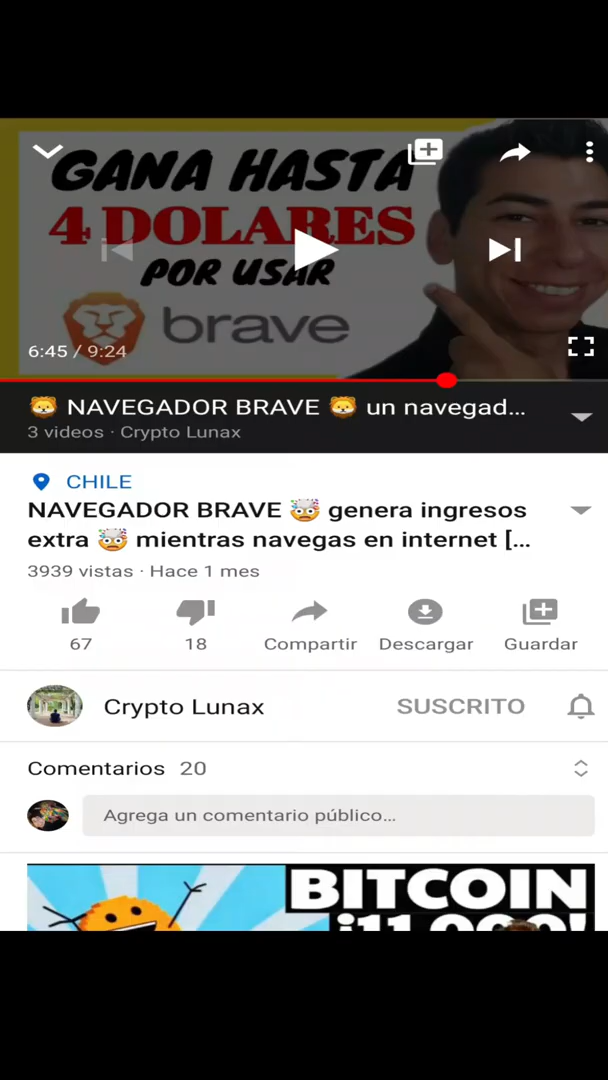 GANA HASTA
4 DOLARES
POR USAR
brave
6:45 / 9:24
🦁 NAVEGADOR BRAVE 🦁 un navegad...
3 videos · Crypto Lunax
CHILE
NAVEGADOR BRAVE 🤯 genera ingresos
extra 🤯 mientras navegas en internet [...
3939 vistas · Hace 1 mes
67
18
Compartir
Descargar
Guardar
Crypto Lunax
SUSCRITO
Comentarios 20
Agrega un comentario público...
BITCOIN
¡11.000!